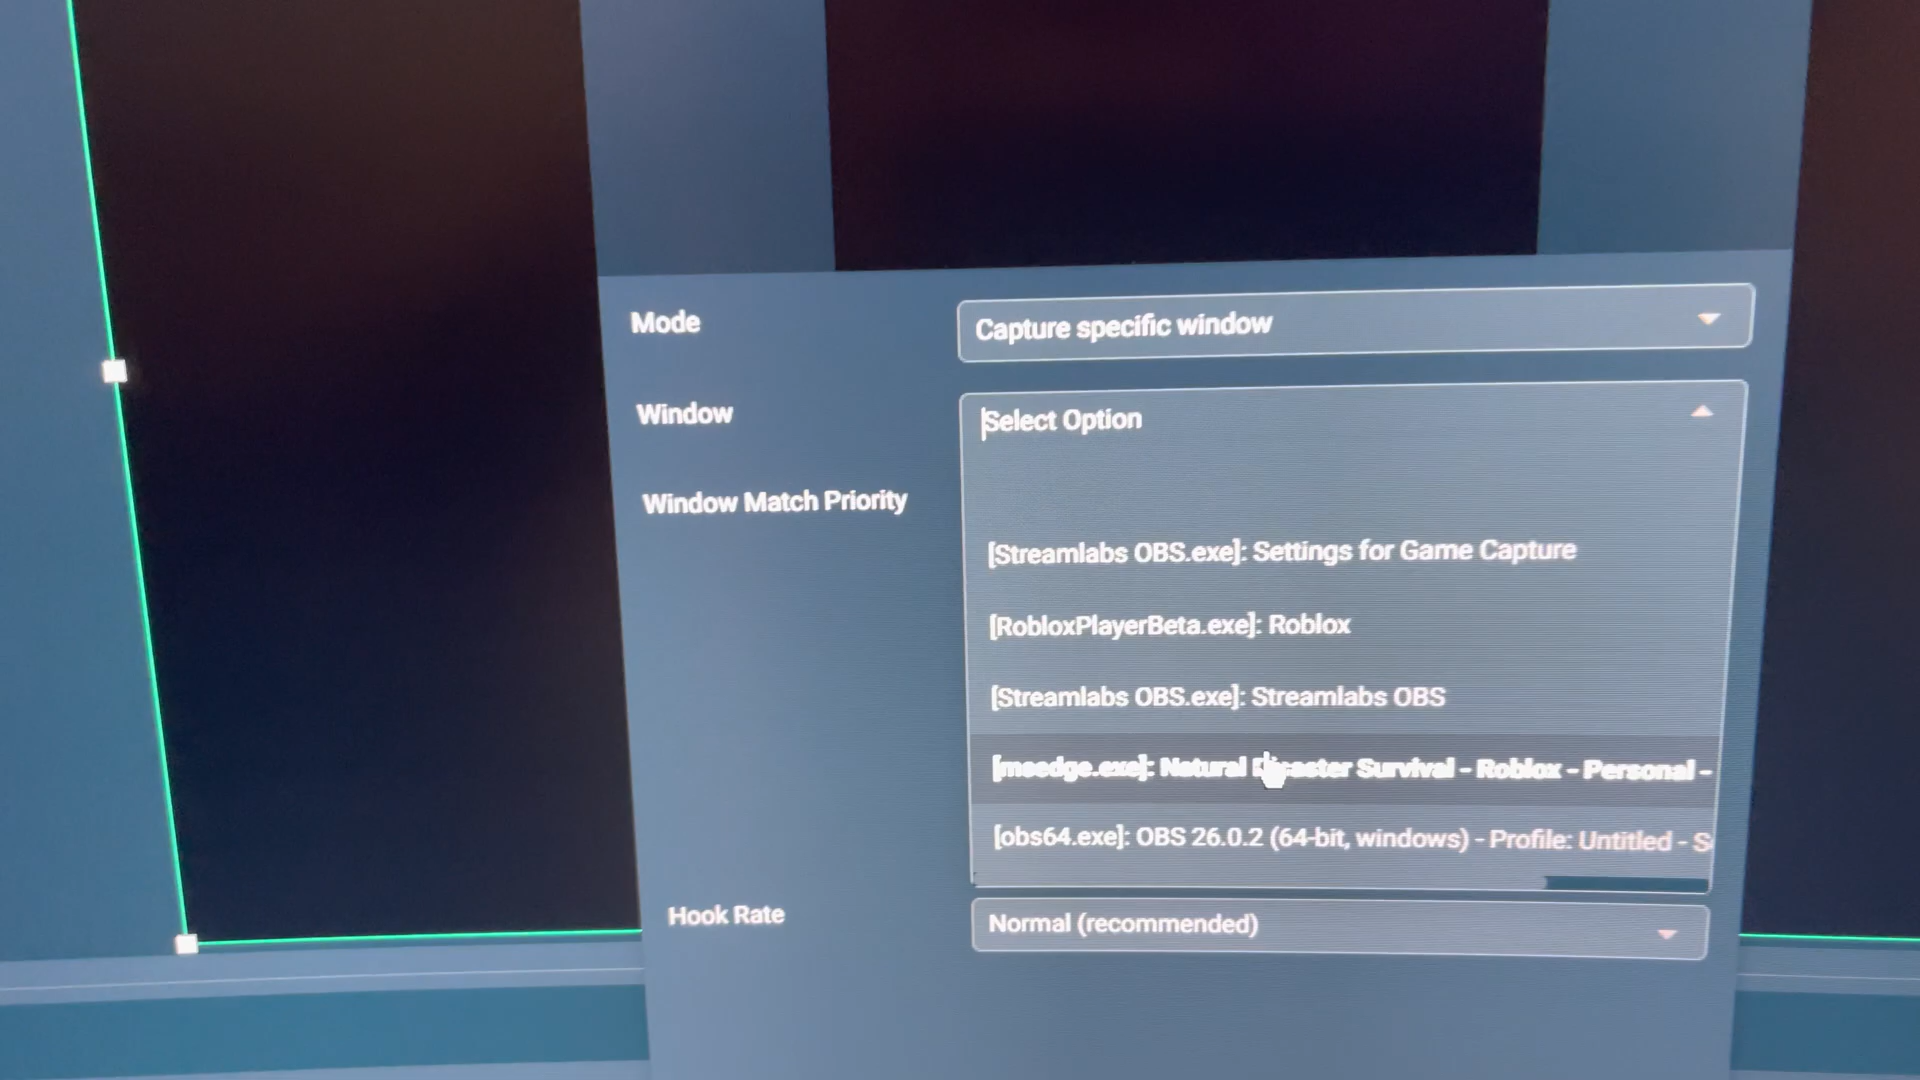 Mode
Capture specific window
Window
Select Option
Window Match Priority
[Streamlabs OBS.exe]: Settings for Game Capture
[RobloxPlayerBeta.exe]: Roblox
[Streamlabs OBS.exe]: Streamlabs OBS
[msedge.exe]: Natural Disaster Survival - Roblox - Personal -
[obs64.exe]: OBS 26.0.2 (64-bit, windows) - Profile: Untitled - S
Hook Rate
Normal (recommended)